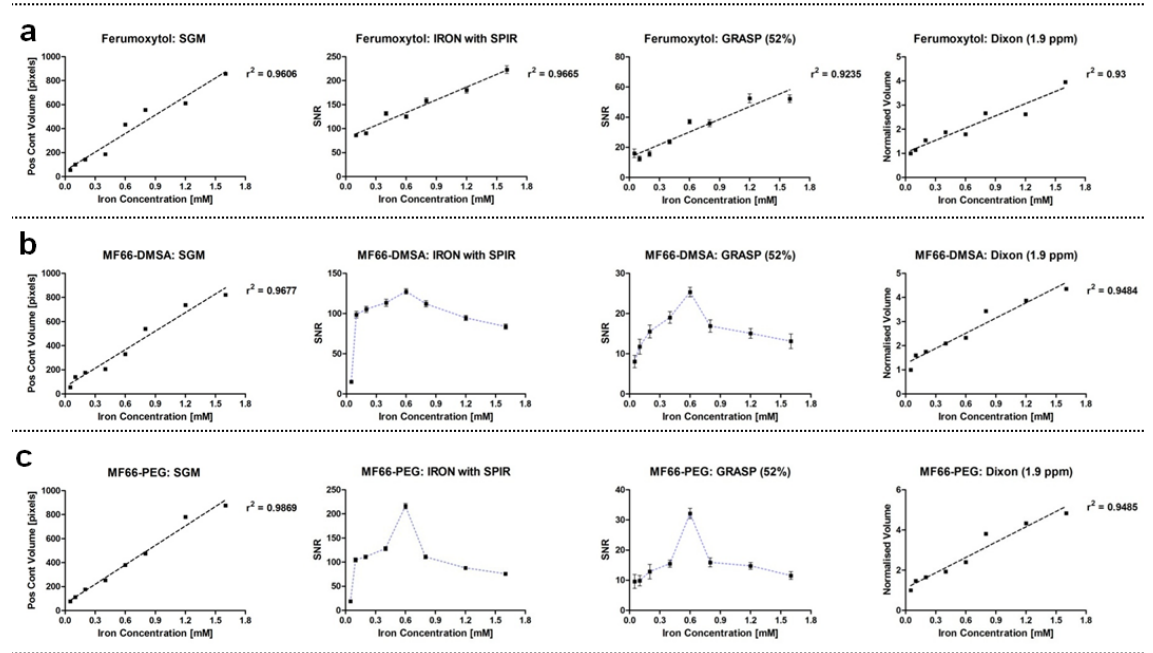 a
Ferumoxytol: SGM
Pos Cont Volume [pixels]
1000
800
600
400
200
0
0.0 0.3 0.6 0.9 1.2 1.5 1.8
Iron Concentration [mM]
r² = 0.9606
Ferumoxytol: IRON with SPIR
SNR
250
200
150
100
50
0
0.0 0.3 0.6 0.9 1.2 1.5 1.8
Iron Concentration [mM]
r² = 0.9665
Ferumoxytol: GRASP (52%)
SNR
80
60
40
20
0
0.0 0.3 0.6 0.9 1.2 1.5 1.8
Iron Concentration [mM]
r² = 0.9235
Ferumoxytol: Dixon (1.9 ppm)
Normalised Volume
5
4
3
2
1
0
0.0 0.3 0.6 0.9 1.2 1.5 1.8
Iron Concentration [mM]
r² = 0.93
b
MF66-DMSA: SGM
Pos Cont Volume [pixels]
1000
800
600
400
200
0
0.0 0.3 0.6 0.9 1.2 1.5 1.8
Iron Concentration [mM]
r² = 0.9677
MF66-DMSA: IRON with SPIR
SNR
150
100
50
0
0.0 0.3 0.6 0.9 1.2 1.5 1.8
Iron Concentration [mM]
MF66-DMSA: GRASP (52%)
SNR
30
20
10
0
0.0 0.3 0.6 0.9 1.2 1.5 1.8
Iron Concentration [mM]
MF66-DMSA: Dixon (1.9 ppm)
Normalised Volume
5
4
3
2
1
0
0.0 0.3 0.6 0.9 1.2 1.5 1.8
Iron Concentration [mM]
r² = 0.9484
c
MF66-PEG: SGM
Pos Cont Volume [pixels]
1000
800
600
400
200
0
0.0 0.3 0.6 0.9 1.2 1.5 1.8
Iron Concentration [mM]
r² = 0.9869
MF66-PEG: IRON with SPIR
SNR
250
200
150
100
50
0
0.0 0.3 0.6 0.9 1.2 1.5 1.8
Iron Concentration [mM]
MF66-PEG: GRASP (52%)
SNR
40
30
20
10
0
0.0 0.3 0.6 0.9 1.2 1.5 1.8
Iron Concentration [mM]
MF66-PEG: Dixon (1.9 ppm)
Normalised Volume
6
4
2
0
0.0 0.3 0.6 0.9 1.2 1.5 1.8
Iron Concentration [mM]
r² = 0.9485